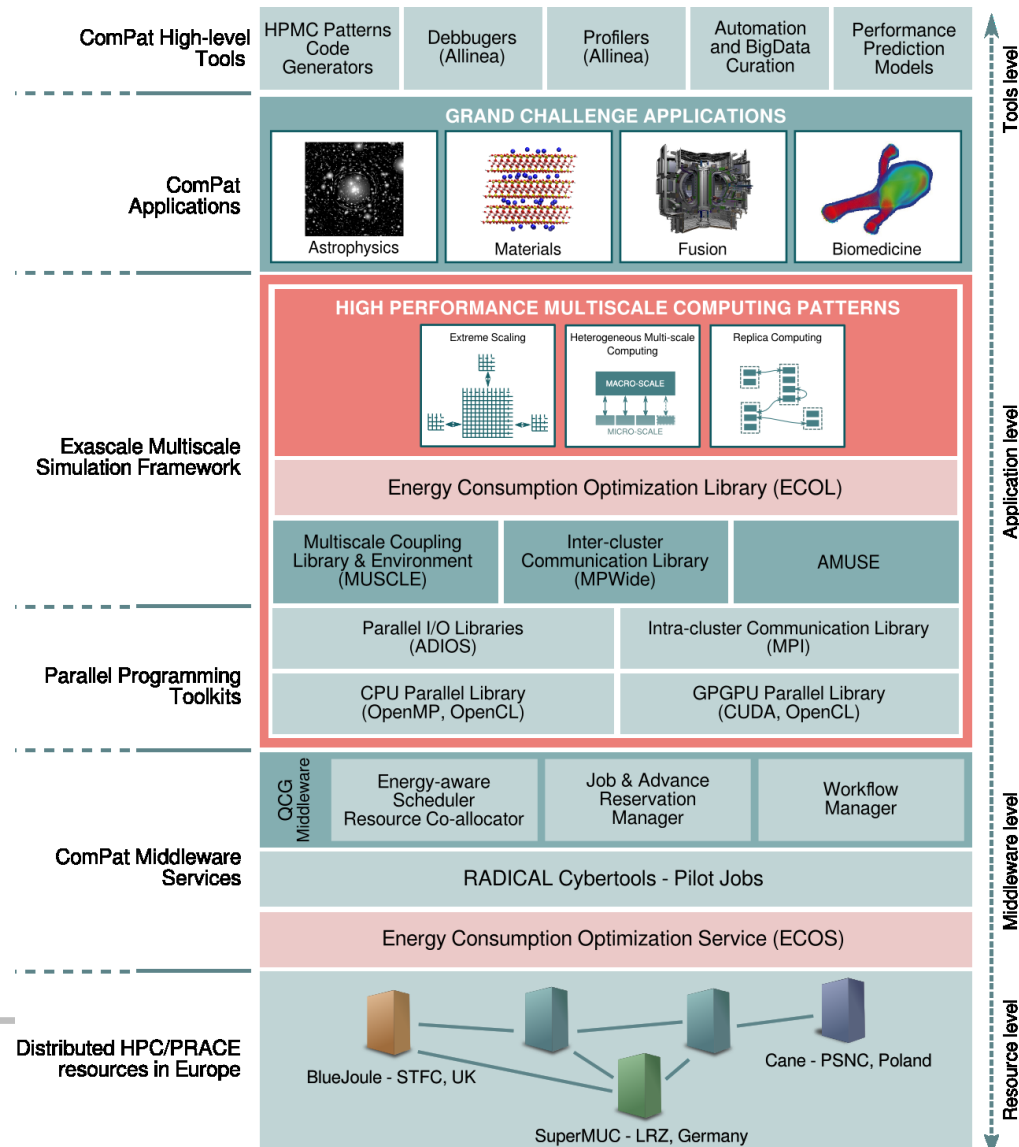 ComPat High-level
Tools
HPMC Patterns
Code
Generators
Debbugers
(Allinea)
Profilers
(Allinea)
Automation
and BigData
Curation
Performance
Prediction
Models
Tools level
ComPat
Applications
GRAND CHALLENGE APPLICATIONS
Astrophysics
Materials
Fusion
Biomedicine
Application level
Exascale Multiscale
Simulation Framework
HIGH PERFORMANCE MULTISCALE COMPUTING PATTERNS
Extreme Scaling
Heterogeneous Multi-scale
Computing
MACRO-SCALE
MICRO-SCALE
Replica Computing
Energy Consumption Optimization Library (ECOL)
Multiscale Coupling
Library & Environment
(MUSCLE)
Inter-cluster
Communication Library
(MPWide)
AMUSE
Parallel Programming
Toolkits
Parallel I/O Libraries
(ADIOS)
Intra-cluster Communication Library
(MPI)
CPU Parallel Library
(OpenMP, OpenCL)
GPGPU Parallel Library
(CUDA, OpenCL)
ComPat Middleware
Services
QCG
Middleware
Energy-aware
Scheduler
Resource Co-allocator
Job & Advance
Reservation
Manager
Workflow
Manager
Middleware level
RADICAL Cybertools - Pilot Jobs
Energy Consumption Optimization Service (ECOS)
Distributed HPC/PRACE
resources in Europe
BlueJoule - STFC, UK
Cane - PSNC, Poland
SuperMUC - LRZ, Germany
Resource level